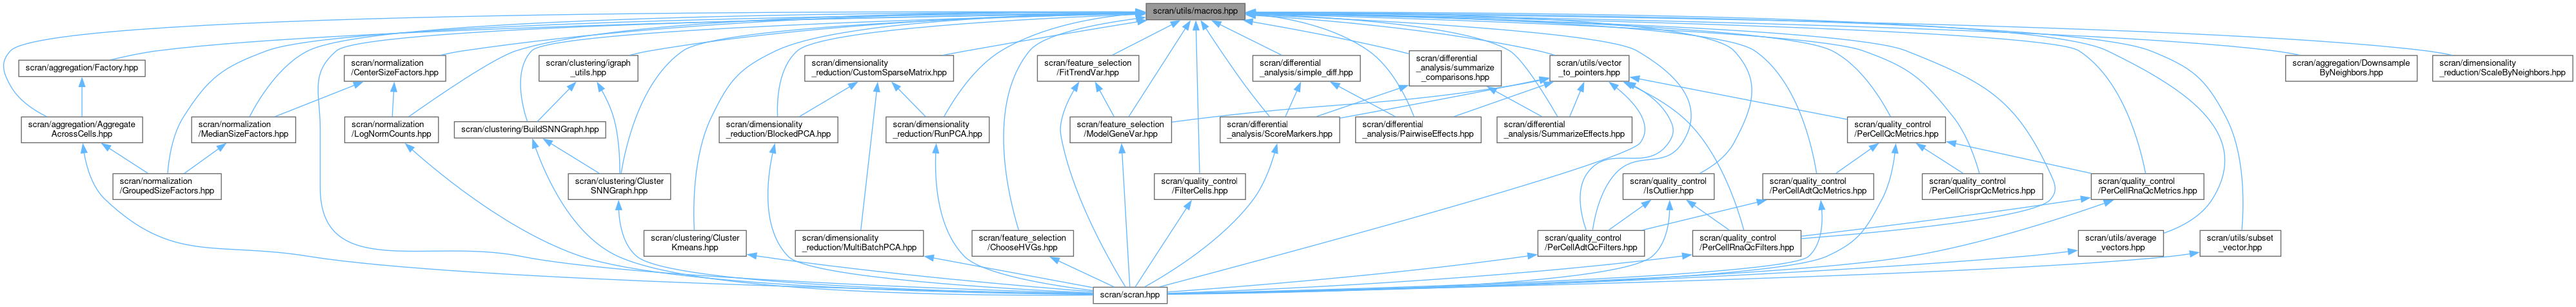 scran/utils/macros.hpp
scran/aggregation/Factory.hpp
scran/normalization
/CenterSizeFactors.hpp
scran/clustering/igraph
_utils.hpp
scran/dimensionality
_reduction/CustomSparseMatrix.hpp
scran/feature_selection
/FitTrendVar.hpp
scran/differential
_analysis/simple_diff.hpp
scran/differential
_analysis/summarize
_comparisons.hpp
scran/utils/vector
_to_pointers.hpp
scran/aggregation/Downsample
ByNeighbors.hpp
scran/dimensionality
_reduction/ScaleByNeighbors.hpp
scran/aggregation/Aggregate
AcrossCells.hpp
scran/normalization
/MedianSizeFactors.hpp
scran/normalization
/LogNormCounts.hpp
scran/clustering/BuildSNNGraph.hpp
scran/dimensionality
_reduction/BlockedPCA.hpp
scran/dimensionality
_reduction/RunPCA.hpp
scran/feature_selection
/ModelGeneVar.hpp
scran/differential
_analysis/ScoreMarkers.hpp
scran/differential
_analysis/PairwiseEffects.hpp
scran/differential
_analysis/SummarizeEffects.hpp
scran/quality_control
/PerCellQcMetrics.hpp
scran/normalization
/GroupedSizeFactors.hpp
scran/clustering/Cluster
SNNGraph.hpp
scran/quality_control
/FilterCells.hpp
scran/quality_control
/IsOutlier.hpp
scran/quality_control
/PerCellAdtQcMetrics.hpp
scran/quality_control
/PerCellCrisprQcMetrics.hpp
scran/quality_control
/PerCellRnaQcMetrics.hpp
scran/clustering/Cluster
Kmeans.hpp
scran/dimensionality
_reduction/MultiBatchPCA.hpp
scran/feature_selection
/ChooseHVGs.hpp
scran/quality_control
/PerCellAdtQcFilters.hpp
scran/quality_control
/PerCellRnaQcFilters.hpp
scran/utils/average
_vectors.hpp
scran/utils/subset
_vector.hpp
scran/scran.hpp